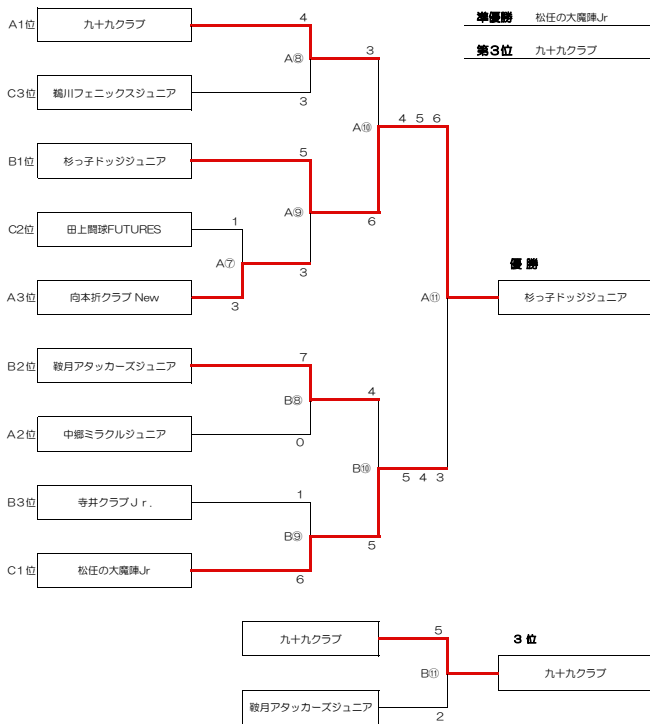 準優勝 松任の大魔陣Jr
第3位 九十九クラブ
A1位 九十九クラブ 4
A⑧ 3
C3位 鵜川フェニックスジュニア 3
A⑩ 4 5 6
B1位 杉っ子ドッジジュニア 5
A⑨ 6
C2位 田上闘球FUTURES 1
A⑦ 3
優 勝
A3位 向本折クラブ New 3
A⑪ 杉っ子ドッジジュニア
B2位 鞍月アタッカーズジュニア 7
B⑧ 4
A2位 中郷ミラクルジュニア 0
B⑩ 5 4 3
B3位 寺井クラブJr. 1
B⑨ 5
C1位 松任の大魔陣Jr 6
九十九クラブ 5 3 位
B⑪ 九十九クラブ
鞍月アタッカーズジュニア 2